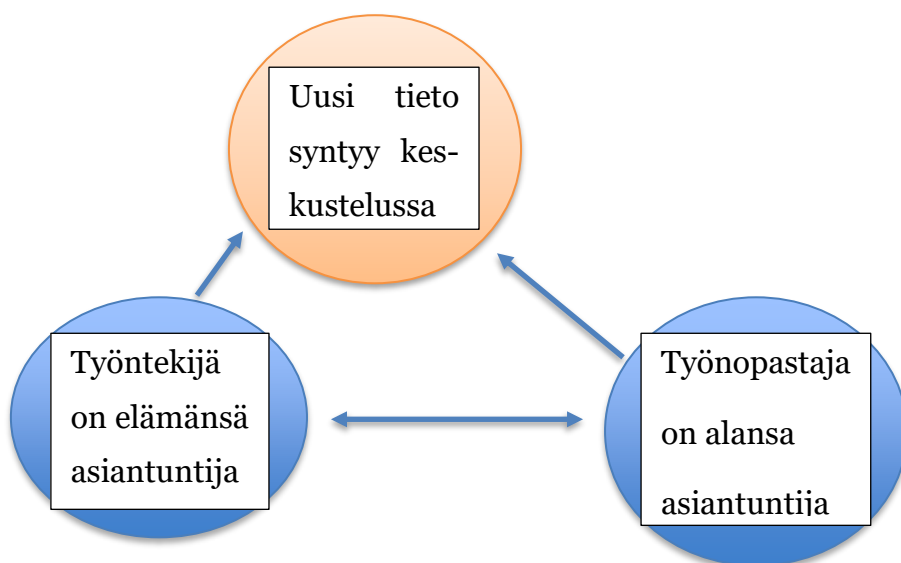 Uusi tieto
syntyy kes-
kustelussa
Työntekijä
on elämänsä
asiantuntija
Työnopastaja
on alansa
asiantuntija